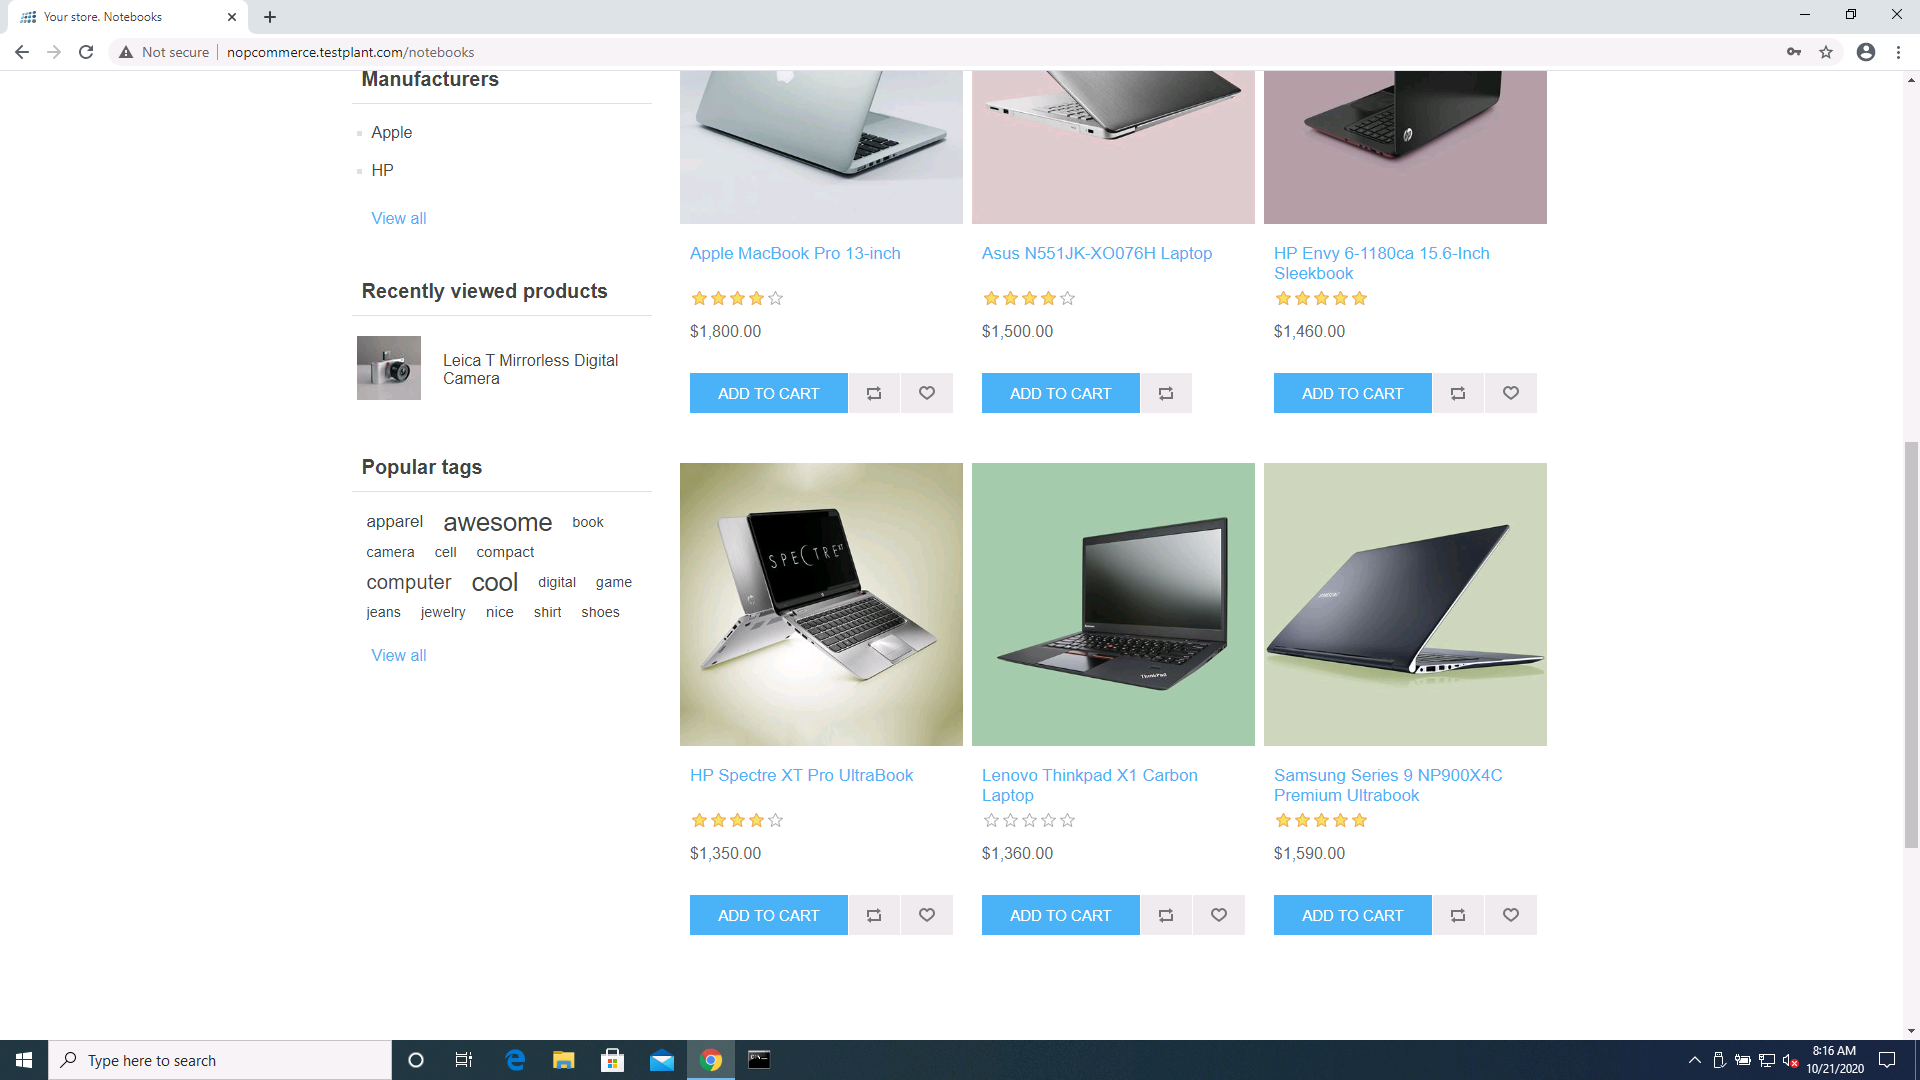 Your store. Notebooks
Not secure
nopcommerce.testplant.com/notebooks
Manufacturers
Apple
HP
View all
Recently viewed products
Leica T Mirrorless Digital
Camera
Popular tags
apparel awesome book
camera cell compact
computer cool digital game
jeans jewelry nice shirt shoes
View all
Apple MacBook Pro 13-inch
$1,800.00
ADD TO CART
Asus N551JK-XO076H Laptop
$1,500.00
ADD TO CART
HP Envy 6-1180ca 15.6-Inch
Sleekbook
$1,460.00
ADD TO CART
SPECTRE XT
HP Spectre XT Pro UltraBook
$1,350.00
ADD TO CART
ThinkPad
Lenovo Thinkpad X1 Carbon
Laptop
$1,360.00
ADD TO CART
SAMSUNG
Samsung Series 9 NP900X4C
Premium Ultrabook
$1,590.00
ADD TO CART
Type here to search
8:16 AM
10/21/2020